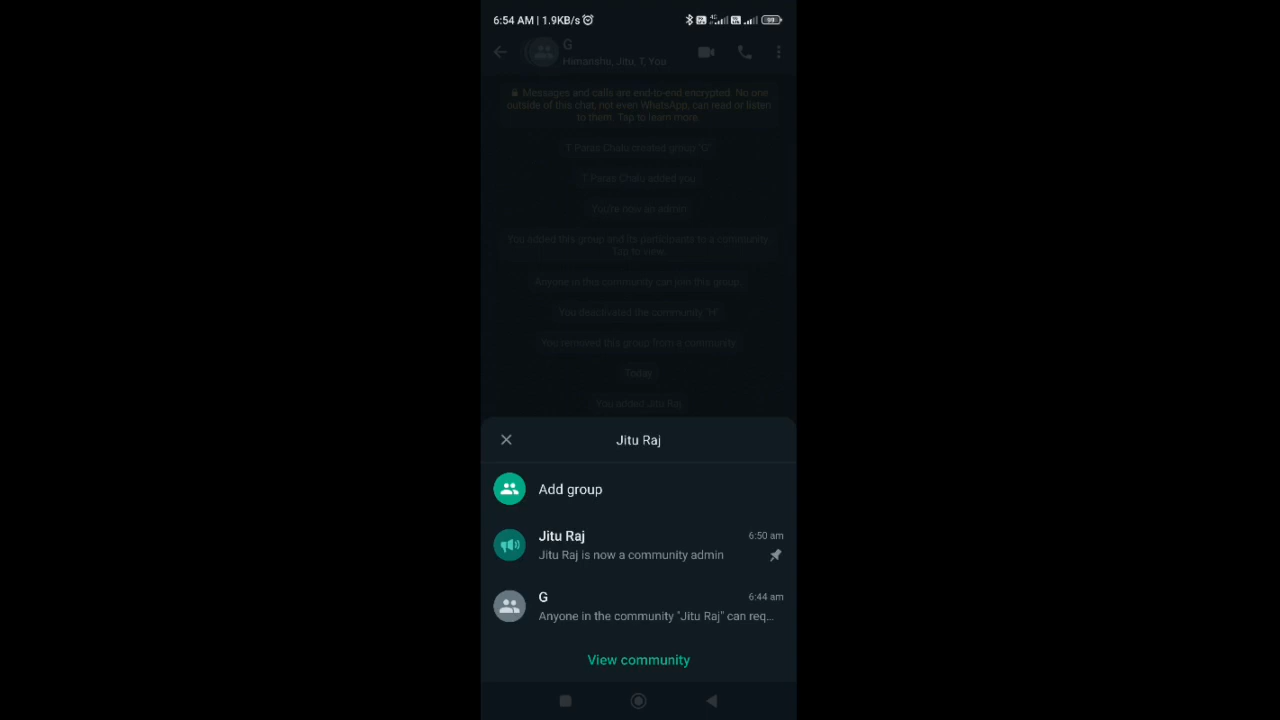 6:54 AM | 1.9KB/s
99
G
Himanshu, Jitu, T, You
Messages and calls are end-to-end encrypted. No one
outside of this chat, not even WhatsApp, can read or listen
to them. Tap to learn more.
T Paras Chalu created group "G"
T Paras Chalu added you
You're now an admin
You added this group and its participants to a community.
Tap to view.
Anyone in this community can join this group.
You deactivated the community "H"
You removed this group from a community
Today
You added Jitu Raj
Jitu Raj
Add group
Jitu Raj
6:50 am
Jitu Raj is now a community admin
G
6:44 am
Anyone in the community "Jitu Raj" can req...
View community